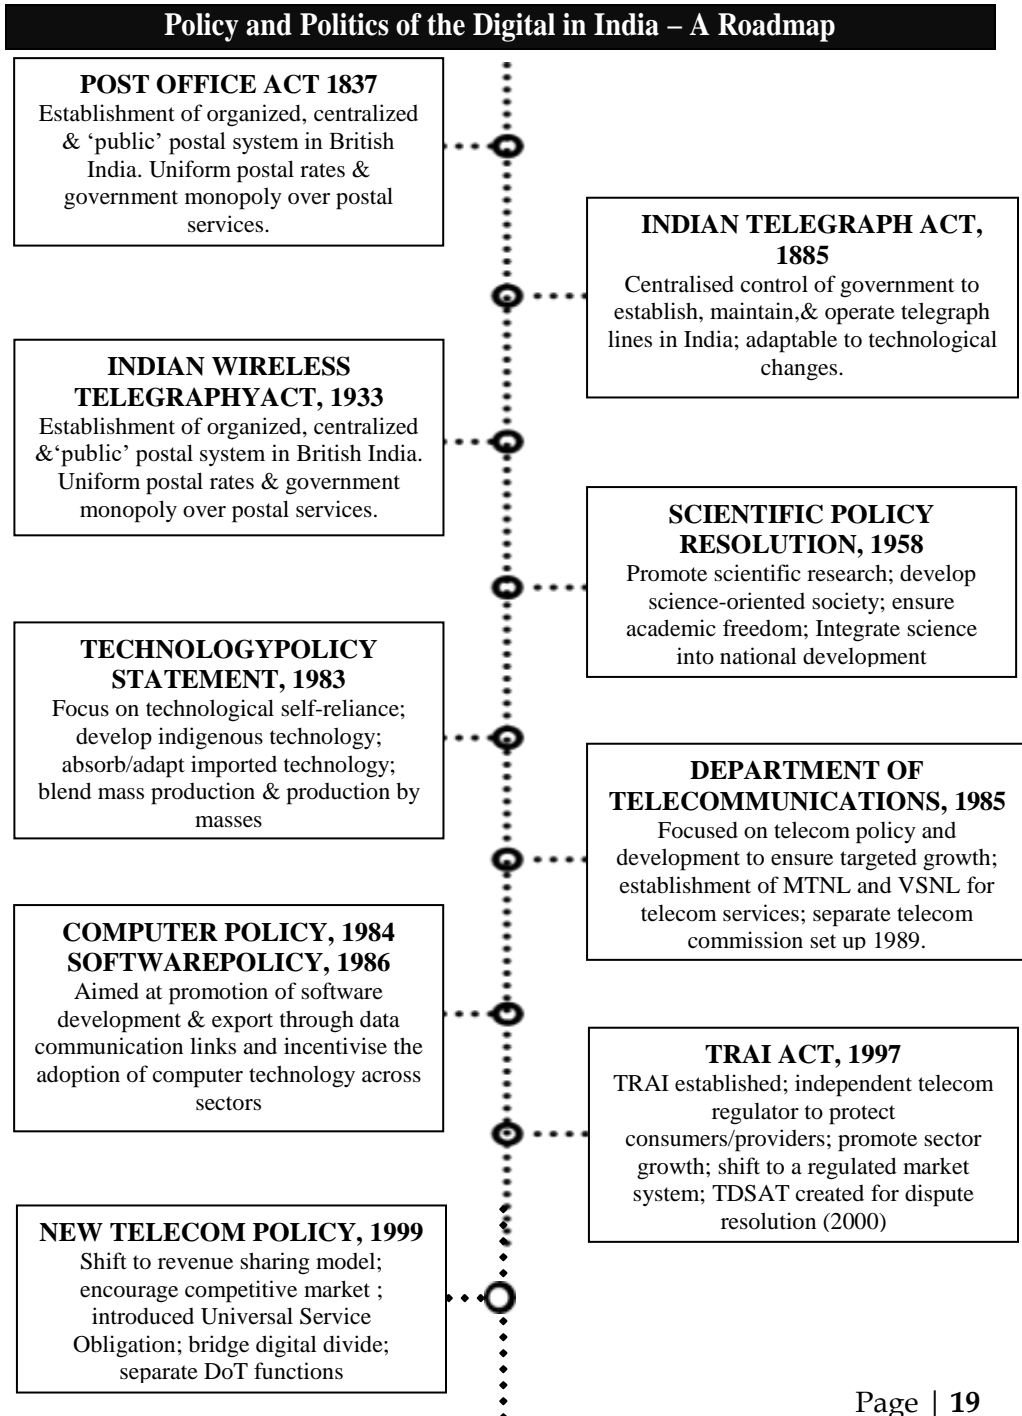 Policy and Politics of the Digital in India – A Roadmap
POST OFFICE ACT 1837
Establishment of organized, centralized
& ‘public’ postal system in British
India. Uniform postal rates &
government monopoly over postal
services.
INDIAN TELEGRAPH ACT,
1885
Centralised control of government to
establish, maintain,& operate telegraph
lines in India; adaptable to technological
changes.
INDIAN WIRELESS
TELEGRAPHYACT, 1933
Establishment of organized, centralized
&‘public’ postal system in British India.
Uniform postal rates & government
monopoly over postal services.
SCIENTIFIC POLICY
RESOLUTION, 1958
Promote scientific research; develop
science-oriented society; ensure
academic freedom; Integrate science
into national development
TECHNOLOGYPOLICY
STATEMENT, 1983
Focus on technological self-reliance;
develop indigenous technology;
absorb/adapt imported technology;
blend mass production & production by
masses
DEPARTMENT OF
TELECOMMUNICATIONS, 1985
Focused on telecom policy and
development to ensure targeted growth;
establishment of MTNL and VSNL for
telecom services; separate telecom
commission set up 1989.
COMPUTER POLICY, 1984
SOFTWAREPOLICY, 1986
Aimed at promotion of software
development & export through data
communication links and incentivise the
adoption of computer technology across
sectors
TRAI ACT, 1997
TRAI established; independent telecom
regulator to protect
consumers/providers; promote sector
growth; shift to a regulated market
system; TDSAT created for dispute
resolution (2000)
NEW TELECOM POLICY, 1999
Shift to revenue sharing model;
encourage competitive market ;
introduced Universal Service
Obligation; bridge digital divide;
separate DoT functions
Page | 19